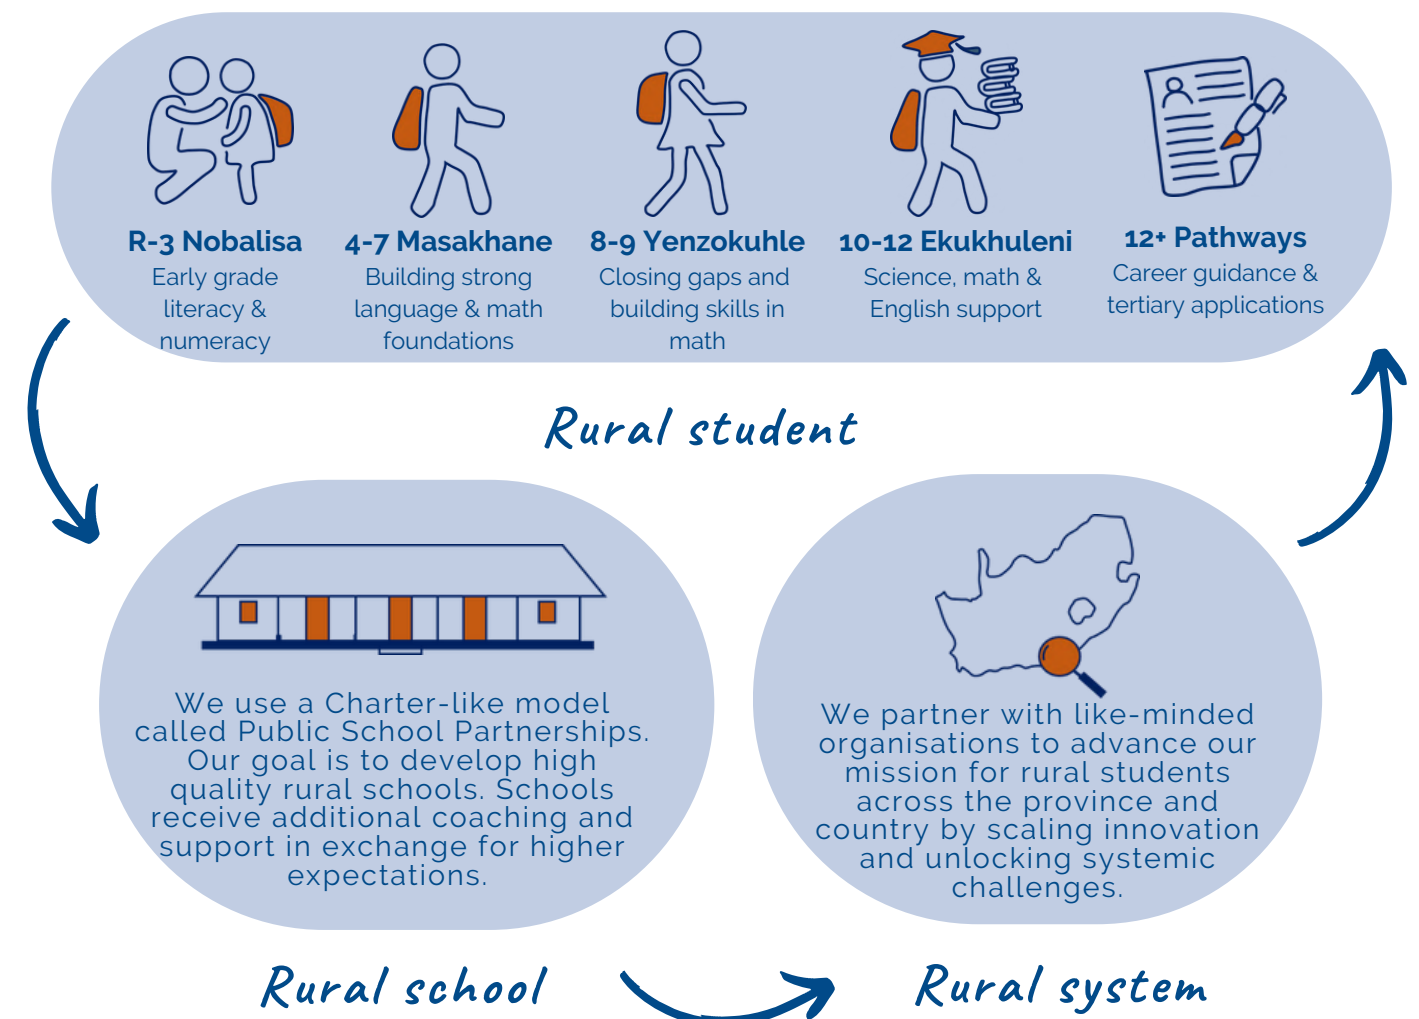 R-3 Nobalisa
Early grade
literacy &
numeracy
4-7 Masakhane
Building strong
language & math
foundations
8-9 Yenzokuhle
Closing gaps and
building skills in
math
10-12 Ekukhuleni
Science, math &
English support
12+ Pathways
Career guidance &
tertiary applications
Rural student
We use a Charter-like model
called Public School Partnerships.
Our goal is to develop high
quality rural schools. Schools
receive additional coaching and
support in exchange for higher
expectations.
Rural school
We partner with like-minded
organisations to advance our
mission for rural students
across the province and
country by scaling innovation
and unlocking systemic
challenges.
Rural system